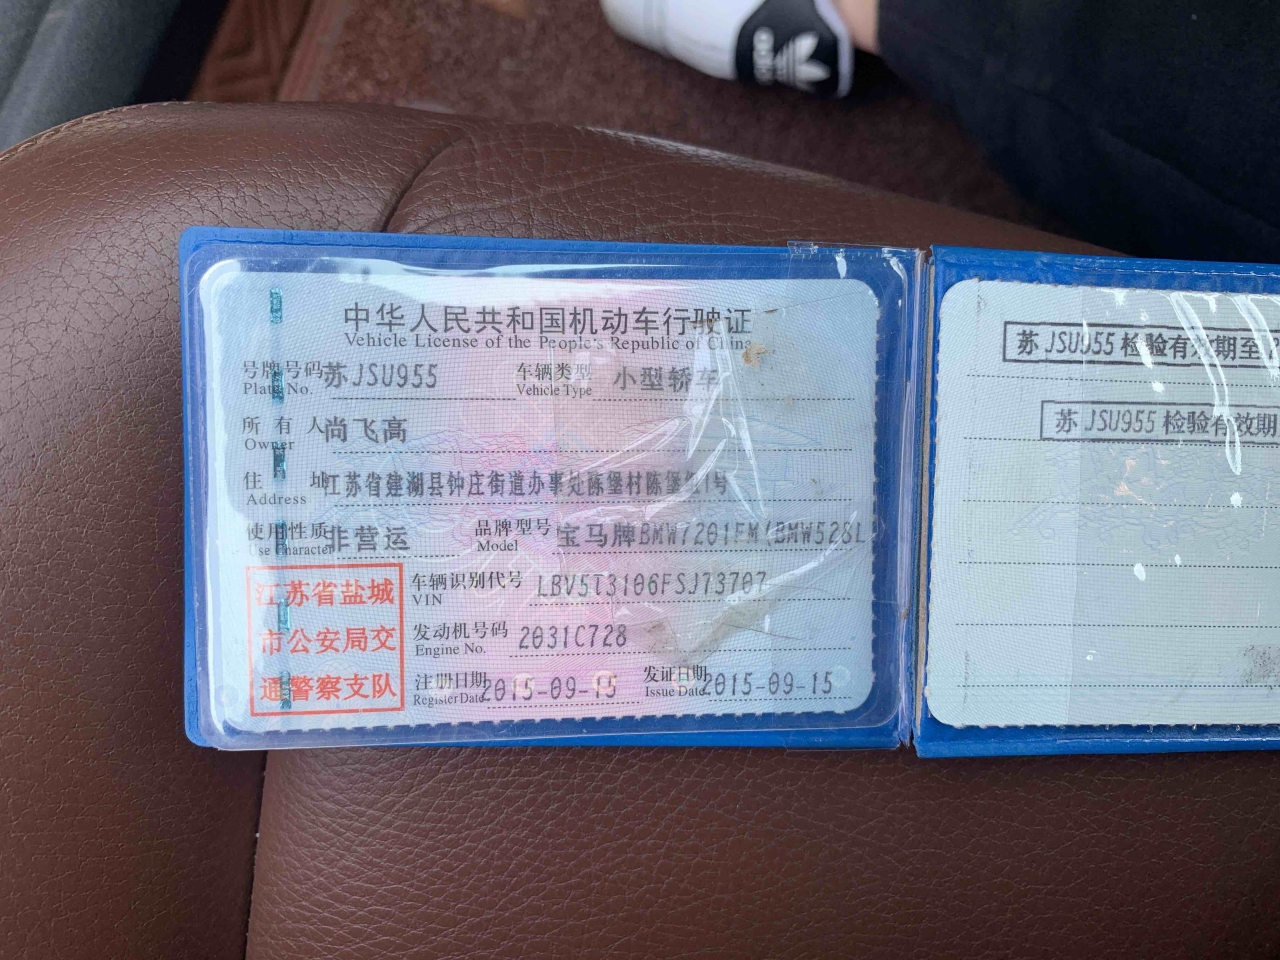 adidas
中华人民共和国机动车行驶证
Vehicle License of the People's Republic of China
号牌号码 苏JSU955 车辆类型 小型轿车
Plate No. Vehicle Type
所有人 尚飞高
Owner
住址 江苏省建湖县钟庄街道办事处陈堡村陈堡组1号
Address
使用性质 非营运 品牌型号 宝马牌BMW7201FM(BMW528L
Use Character Model
江苏省盐城
市公安局交
通警察支队
车辆识别代号 LBV5T3106FSJ73707
VIN
发动机号码 2031C728
Engine No.
注册日期 2015-09-15 发证日期 2015-09-15
Register Date Issue Date
苏JSU955检验有效期至2
苏JSU955检验有效期